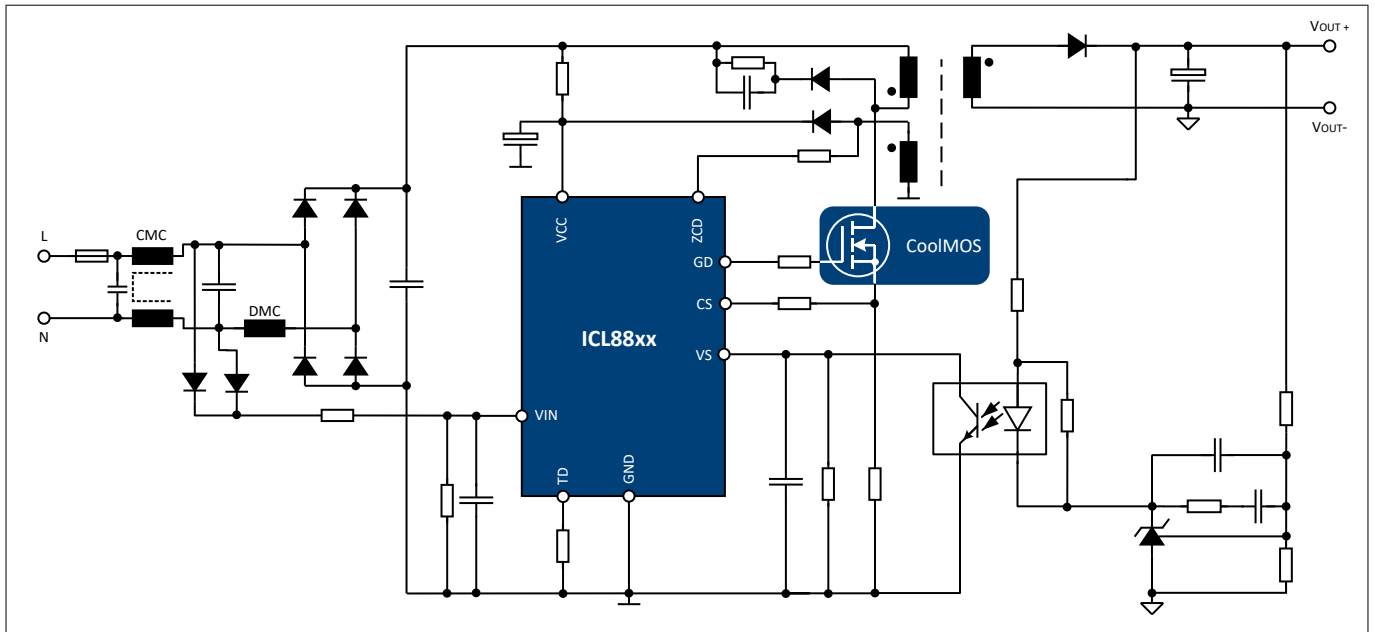 VOUT +
VOUT-
VCC
ZCD
L
CMC
GD
CoolMOS
CS
N
DMC
ICL88xx
VS
VIN
TD
GND